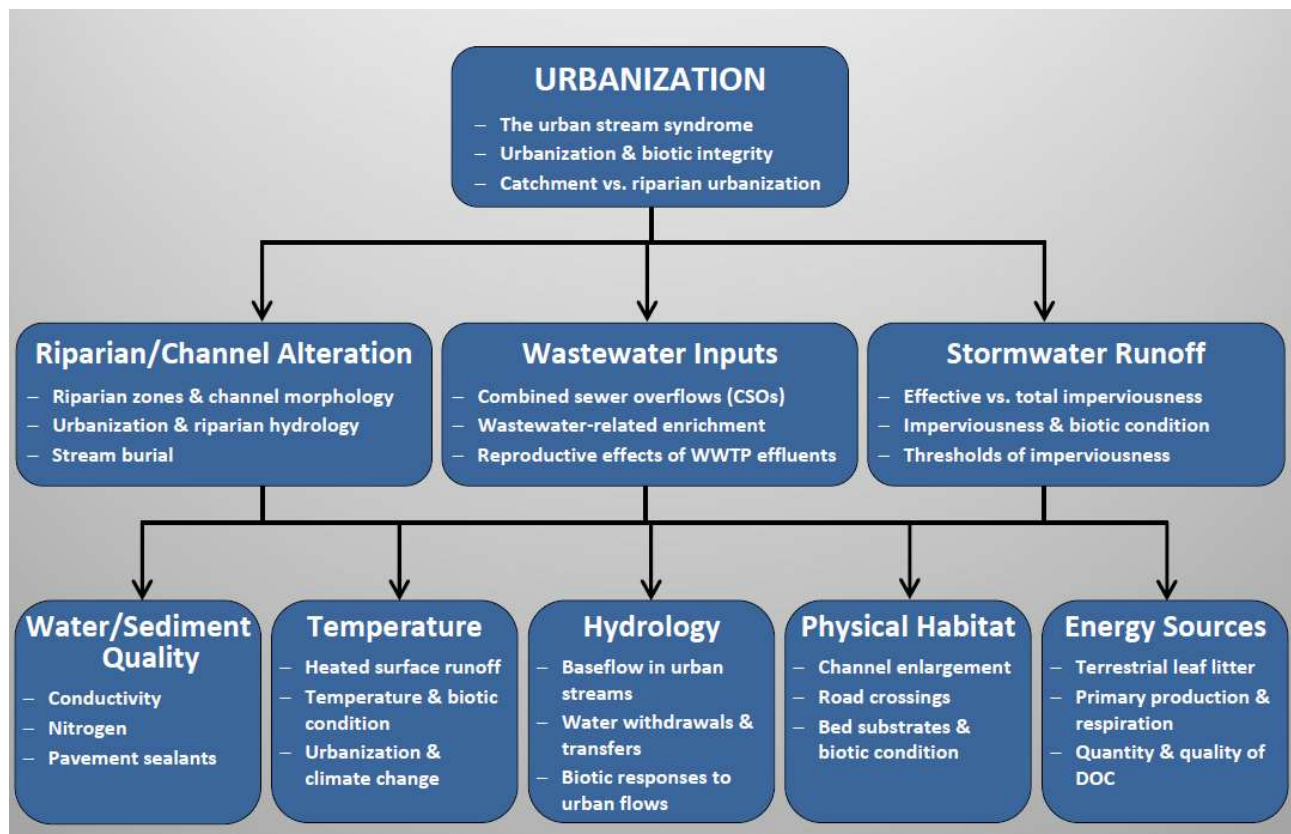 URBANIZATION
– The urban stream syndrome
– Urbanization & biotic integrity
– Catchment vs. riparian urbanization
Riparian/Channel Alteration
– Riparian zones & channel morphology
– Urbanization & riparian hydrology
– Stream burial
Wastewater Inputs
– Combined sewer overflows (CSOs)
– Wastewater-related enrichment
– Reproductive effects of WWTP effluents
Stormwater Runoff
– Effective vs. total imperviousness
– Imperviousness & biotic condition
– Thresholds of imperviousness
Water/Sediment
Quality
– Conductivity
– Nitrogen
– Pavement sealants
Temperature
– Heated surface runoff
– Temperature & biotic
condition
– Urbanization &
climate change
Hydrology
– Baseflow in urban
streams
– Water withdrawals &
transfers
– Biotic responses to
urban flows
Physical Habitat
– Channel enlargement
– Road crossings
– Bed substrates &
biotic condition
Energy Sources
– Terrestrial leaf litter
– Primary production &
respiration
– Quantity & quality of
DOC